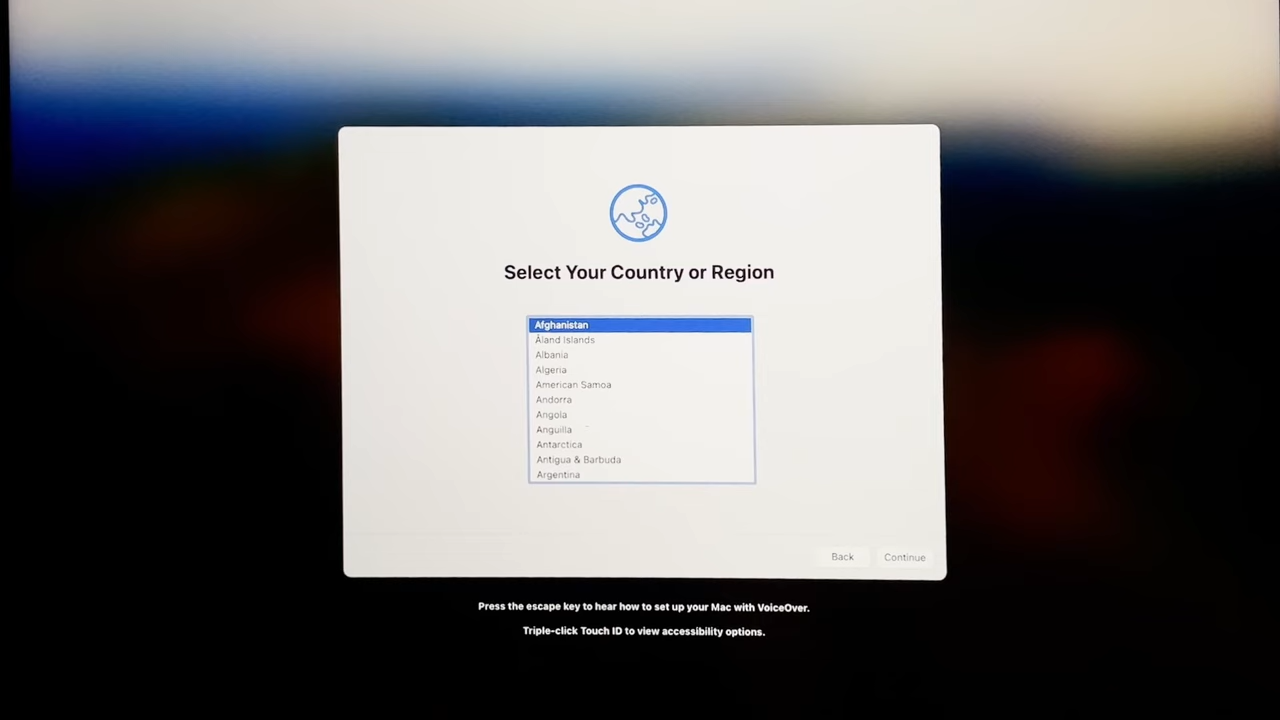 Select Your Country or Region
Afghanistan
Åland Islands
Albania
Algeria
American Samoa
Andorra
Angola
Anguilla
Antarctica
Antigua & Barbuda
Argentina
Back
Continue
Press the escape key to hear how to set up your Mac with VoiceOver.
Triple-click Touch ID to view accessibility options.